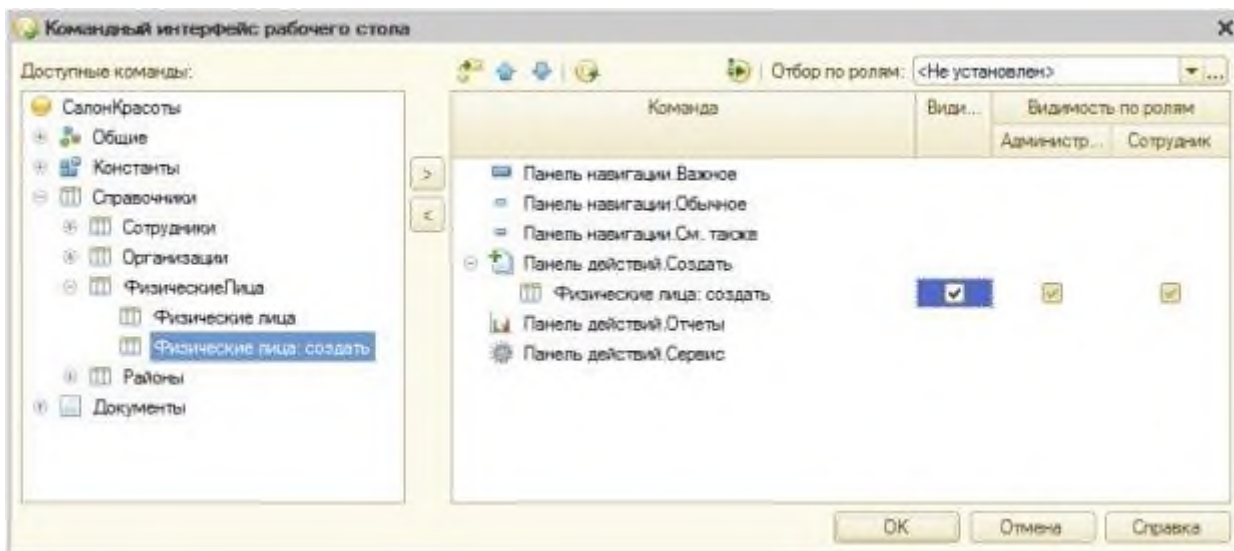 Командный интерфейс рабочего стола
Доступные команды:
Отбор по ролям: <Не установлен>
СалонКрасоты
Общие
Константы
Справочники
Сотрудники
Организации
ФизическиеЛица
Физические лица
Физические лица: создать
Районы
Документы
>
<
Команда
Види...
Видимость по ролям
Администр...
Сотрудник
Панель навигации.Важное
Панель навигации.Обычное
Панель навигации.См. также
Панель действий.Создать
Физические лица: создать
Панель действий.Отчеты
Панель действий.Сервис
OK
Отмена
Справка